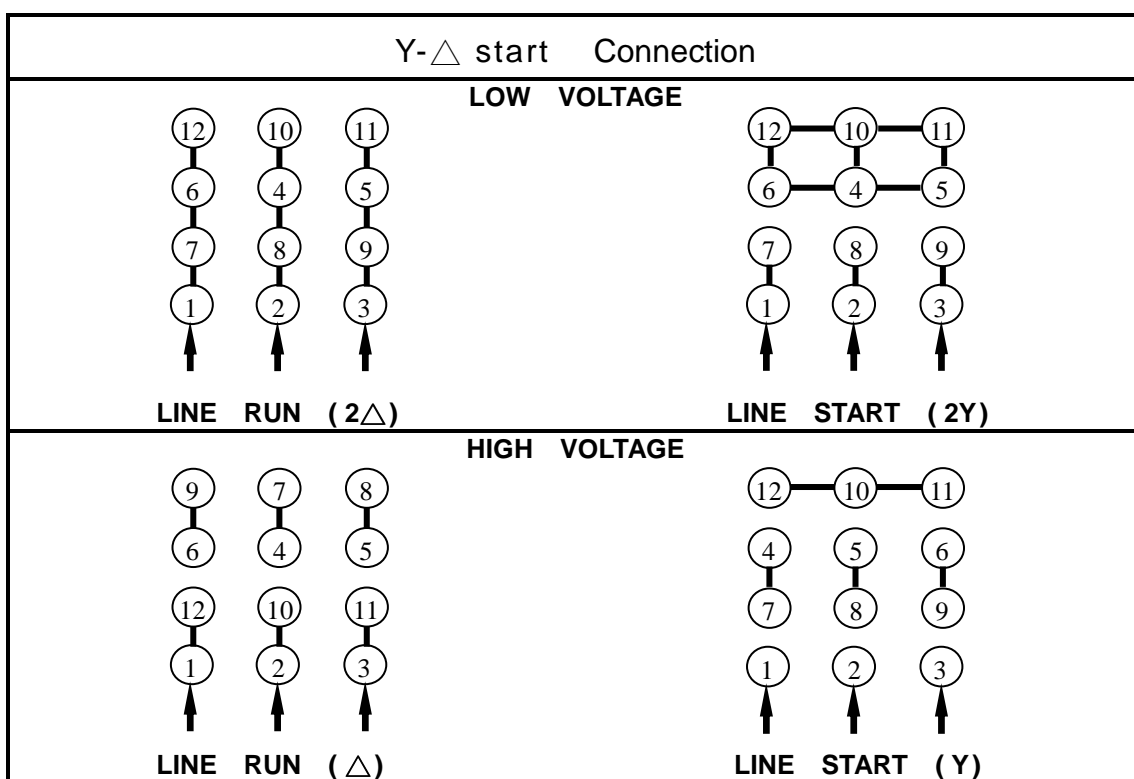 Y-△ start Connection
LOW VOLTAGE
12 10 11 12 10 11
6 4 5 6 4 5
7 8 9 7 8 9
1 2 3 1 2 3
LINE RUN (2△) LINE START (2Y)
HIGH VOLTAGE
9 7 8 12 10 11
6 4 5 4 5 6
12 10 11 7 8 9
1 2 3 1 2 3
LINE RUN (△) LINE START (Y)